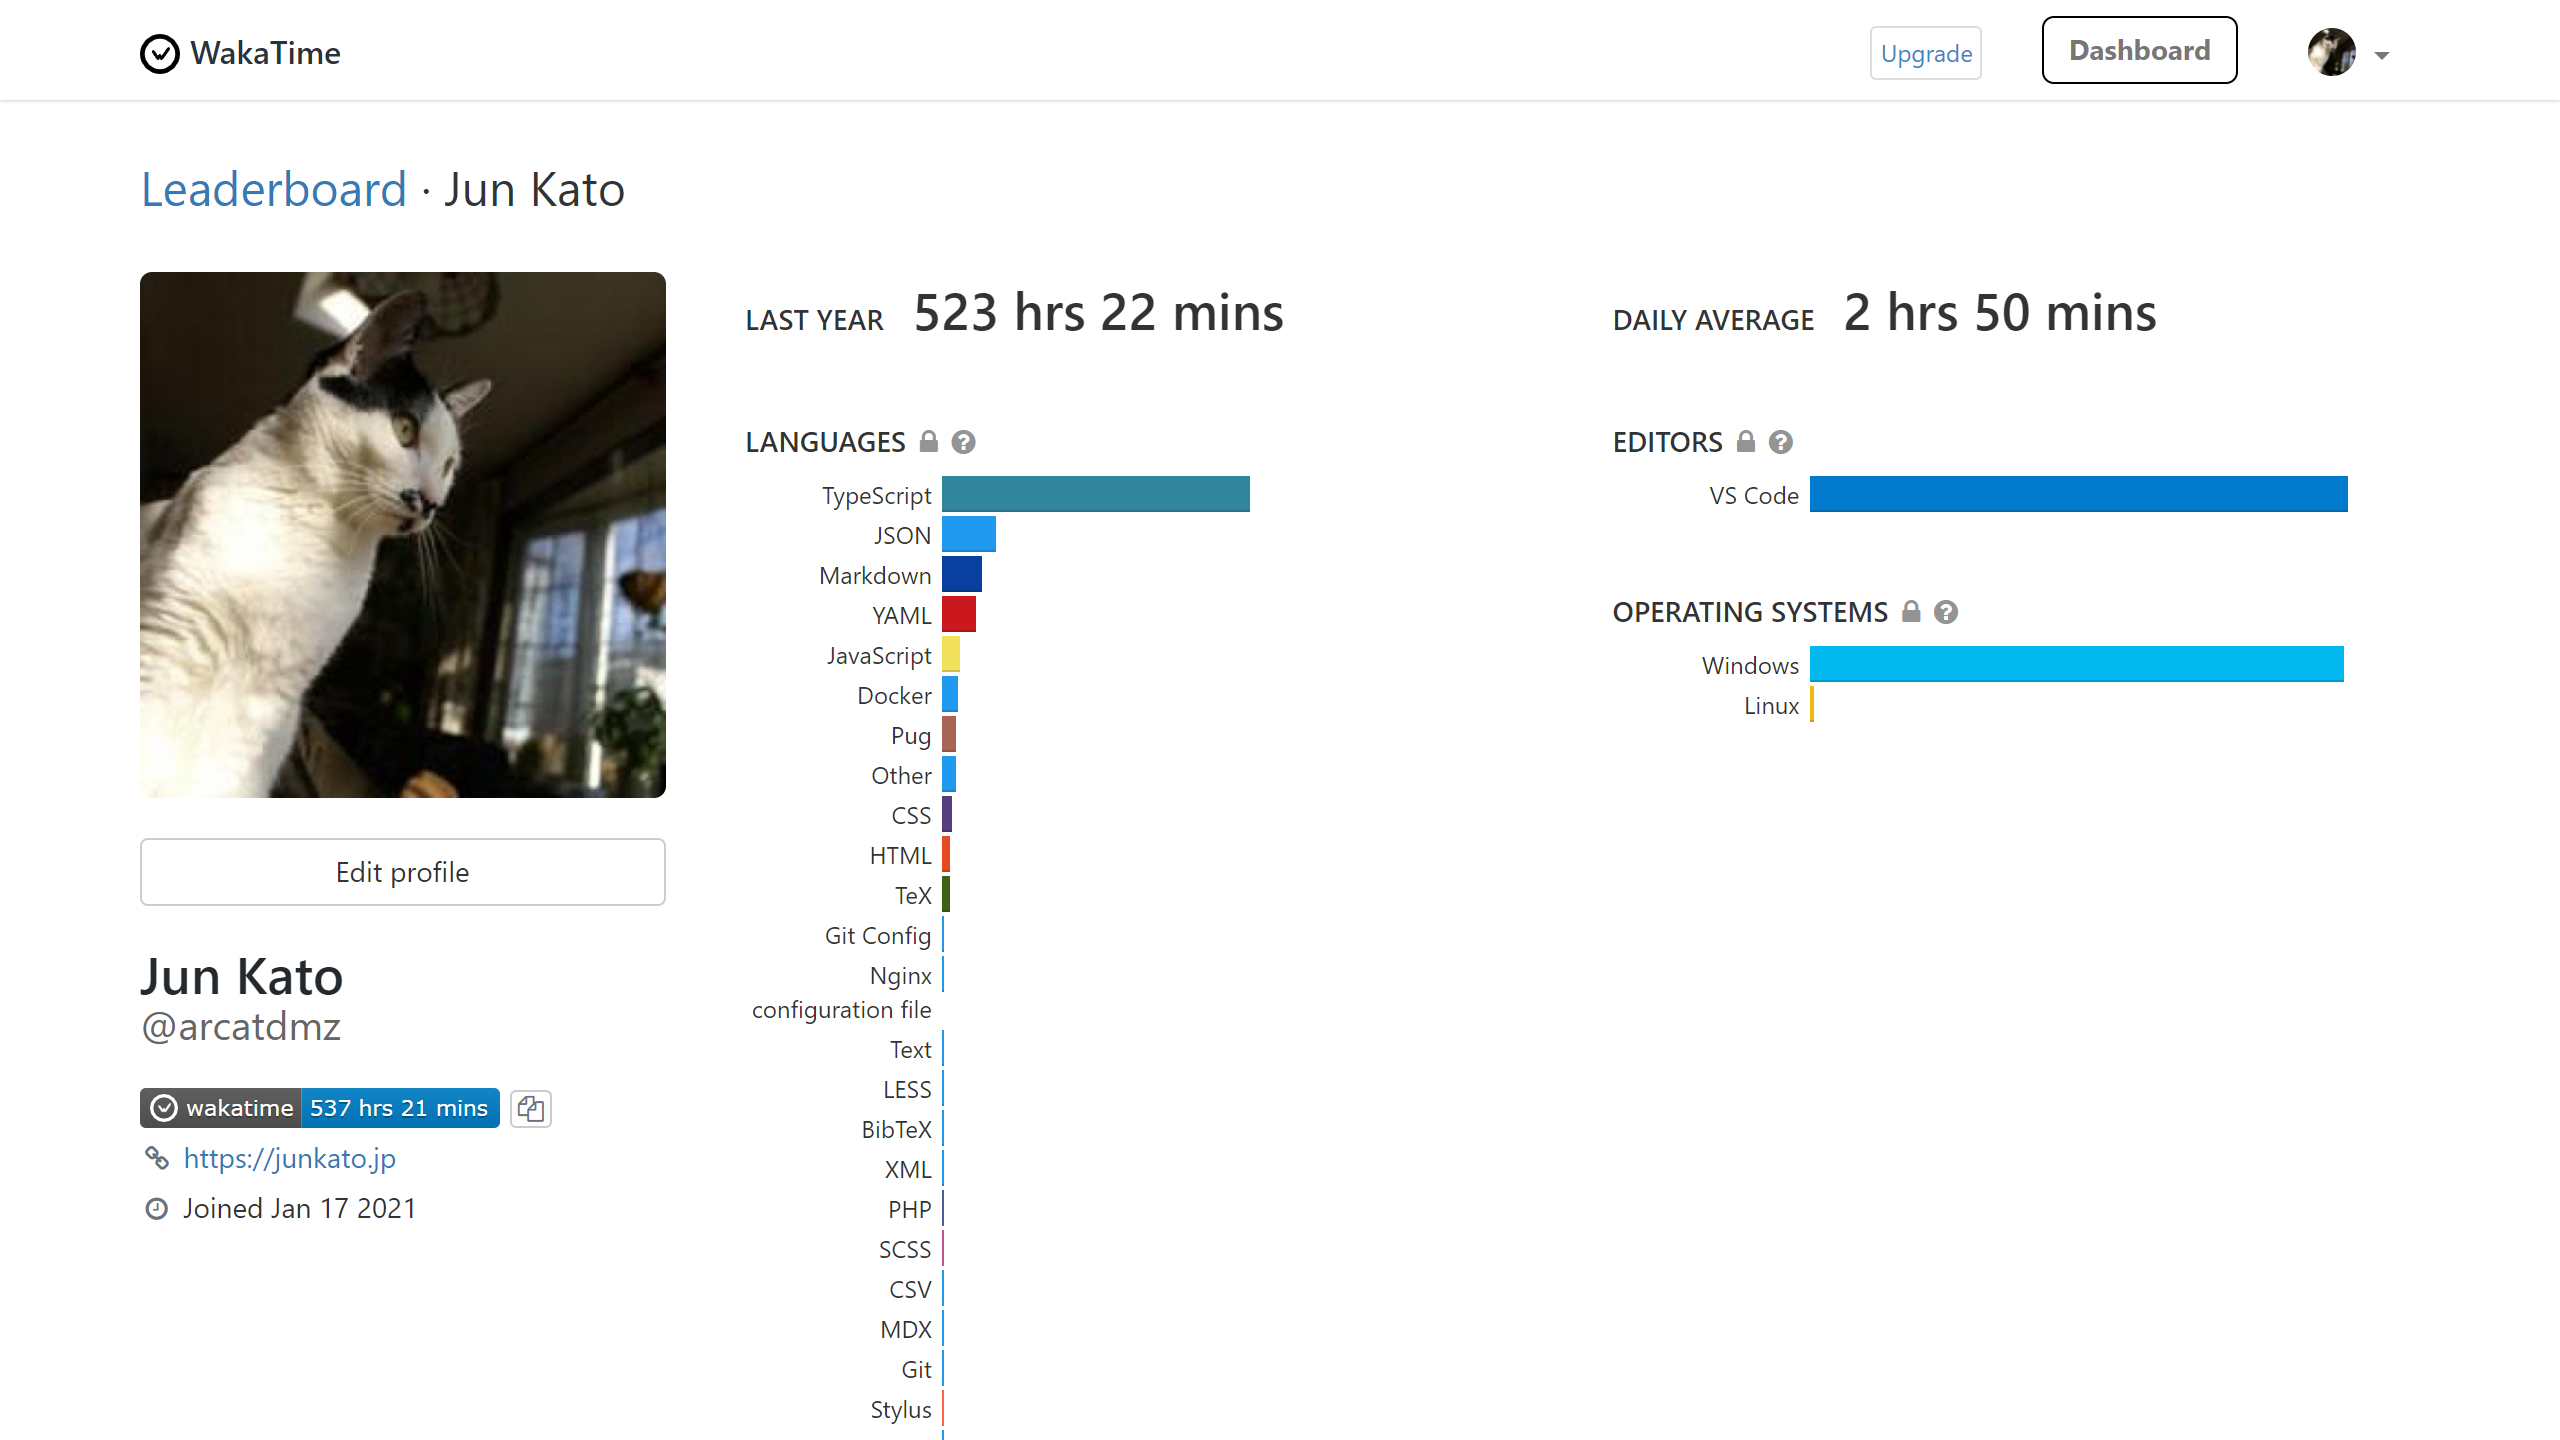 WakaTime
Upgrade
Dashboard
Leaderboard · Jun Kato
Edit profile
Jun Kato
@arcatdmz
wakatime 537 hrs 21 mins
https://junkato.jp
Joined Jan 17 2021
LAST YEAR 523 hrs 22 mins
LANGUAGES
TypeScript
JSON
Markdown
YAML
JavaScript
Docker
Pug
Other
CSS
HTML
TeX
Git Config
Nginx
configuration file
Text
LESS
BibTeX
XML
PHP
SCSS
CSV
MDX
Git
Stylus
DAILY AVERAGE 2 hrs 50 mins
EDITORS
VS Code
OPERATING SYSTEMS
Windows
Linux